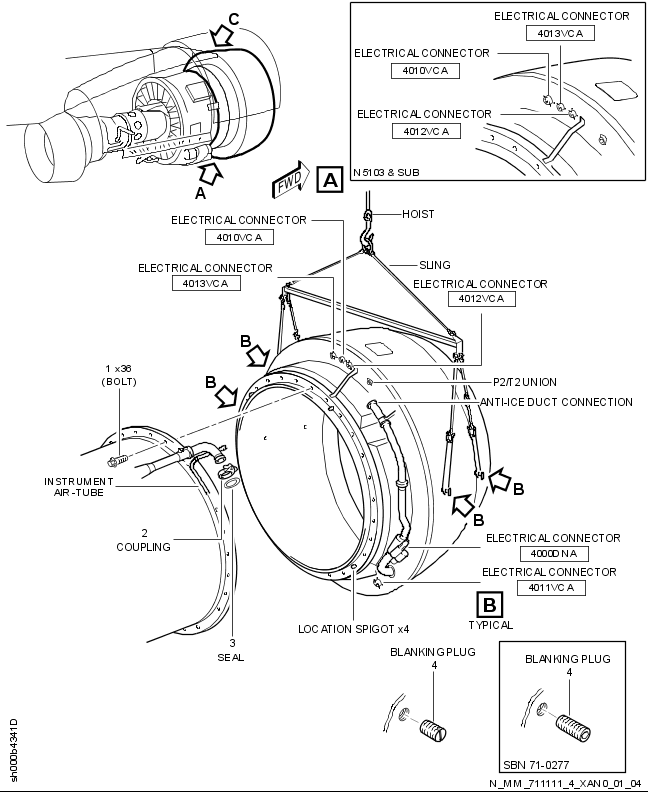 C
A
FWD
A
ELECTRICAL CONNECTOR
4013VCA
ELECTRICAL CONNECTOR
4010VCA
ELECTRICAL CONNECTOR
4012VCA
N5103 & SUB
HOIST
ELECTRICAL CONNECTOR
4010VCA
SLING
ELECTRICAL CONNECTOR
4013VCA
ELECTRICAL CONNECTOR
4012VCA
B
B
1 x36
(BOLT)
P2/T2 UNION
ANTI-ICE DUCT CONNECTION
INSTRUMENT
AIR-TUBE
B
B
2
COUPLING
ELECTRICAL CONNECTOR
4000DNA
ELECTRICAL CONNECTOR
4011VCA
B
TYPICAL
LOCATION SPIGOT x4
3
SEAL
BLANKING PLUG
4
BLANKING PLUG
4
SBN 71-0277
sh000b4341D
N_MM_711111_4_XAN0_01_04